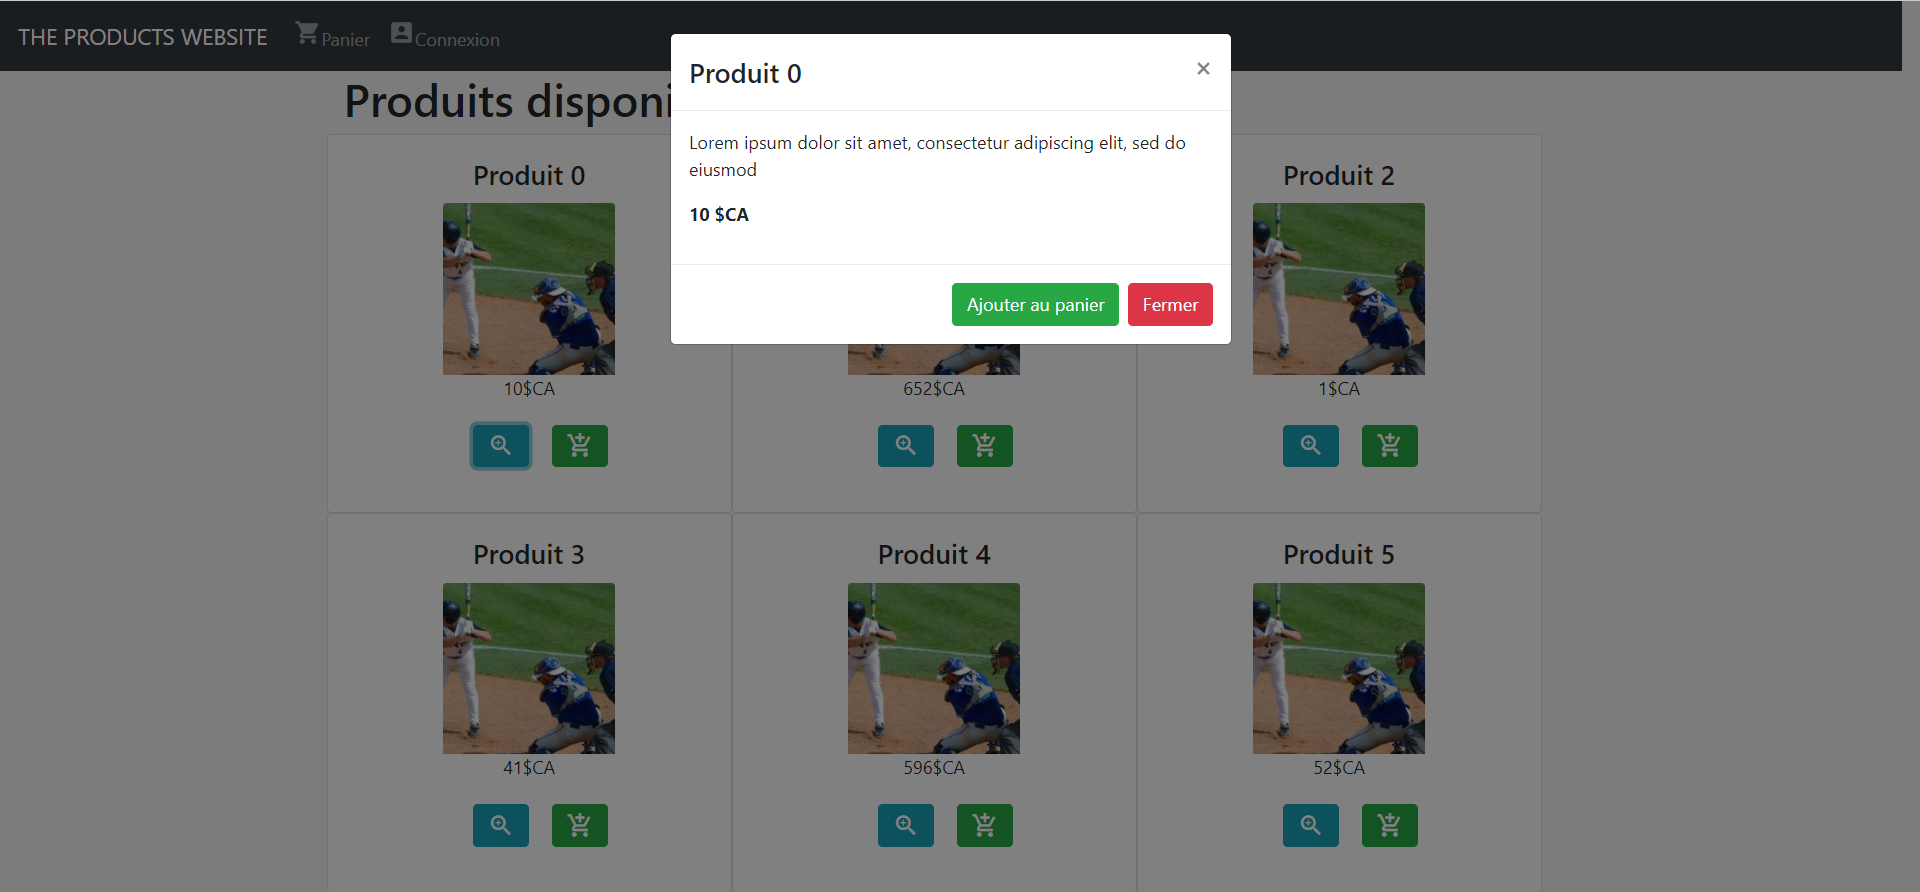 THE PRODUCTS WEBSITE Panier Connexion
Produit 0 ×
Lorem ipsum dolor sit amet, consectetur adipiscing elit, sed do
eiusmod
10 $CA
Ajouter au panier Fermer
Produits
Produit 0
10$CA
652$CA
Produit 2
1$CA
Produit 3
41$CA
Produit 4
596$CA
Produit 5
52$CA